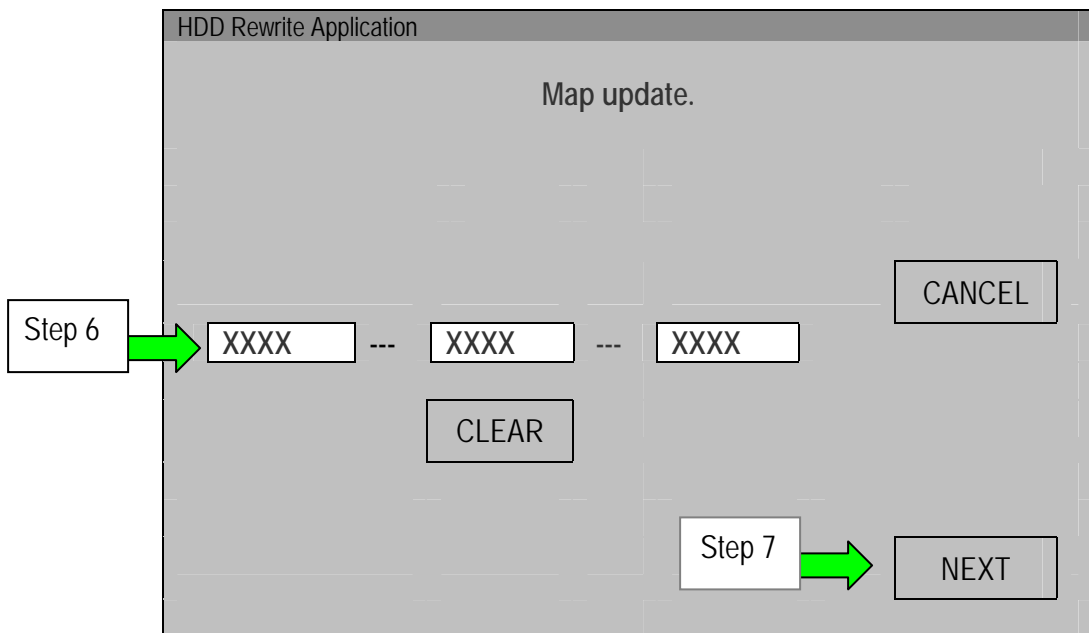 HDD Rewrite Application
Map update.
CANCEL
Step 6
XXXX --- XXXX --- XXXX
CLEAR
Step 7
NEXT